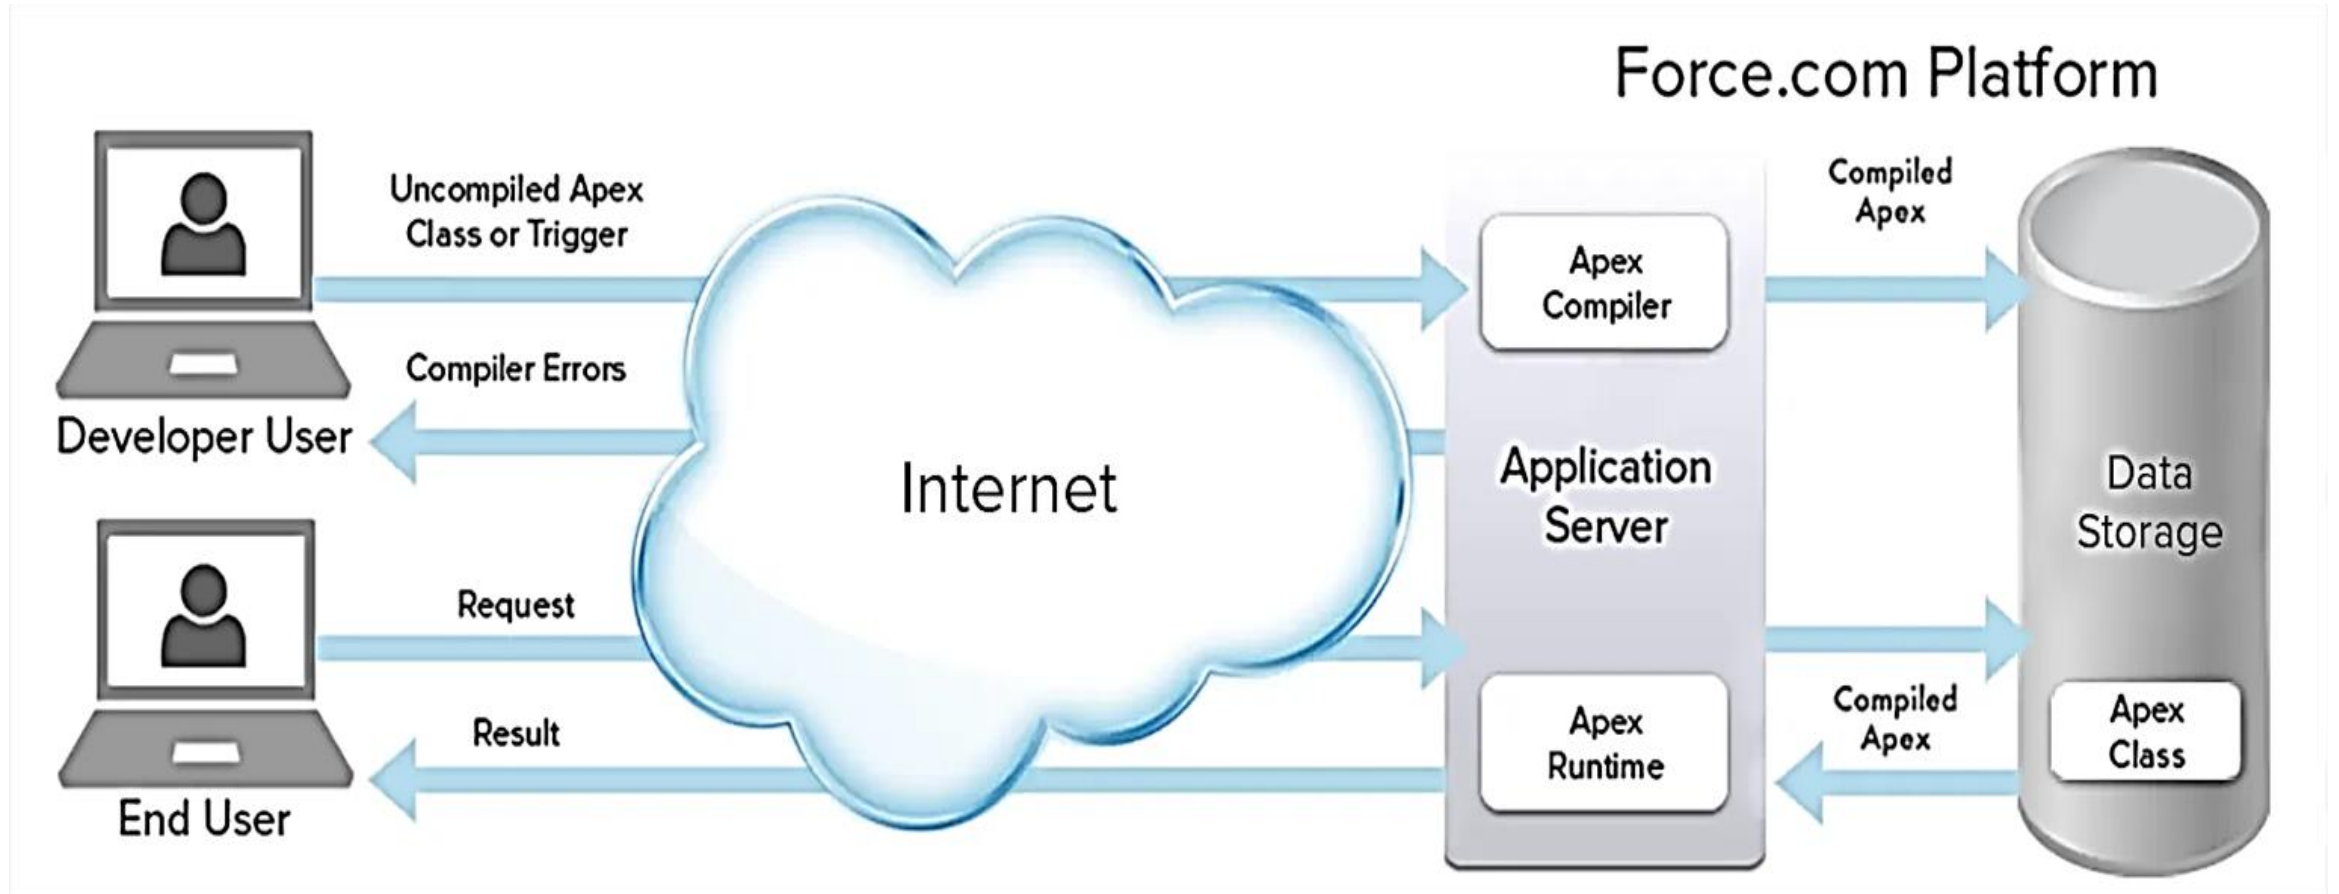 Force.com Platform
Uncompiled Apex
Class or Trigger
Compiler Errors
Developer User
Request
Result
End User
Internet
Apex
Compiler
Application
Server
Apex
Runtime
Compiled
Apex
Data
Storage
Compiled
Apex
Apex
Class